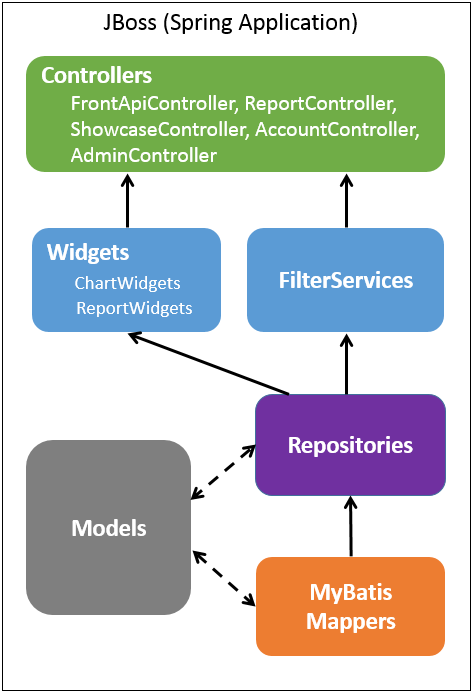 JBoss (Spring Application)
Controllers
FrontApiController, ReportController,
ShowcaseController, AccountController,
AdminController
Widgets
ChartWidgets
ReportWidgets
FilterServices
Repositories
Models
MyBatis
Mappers